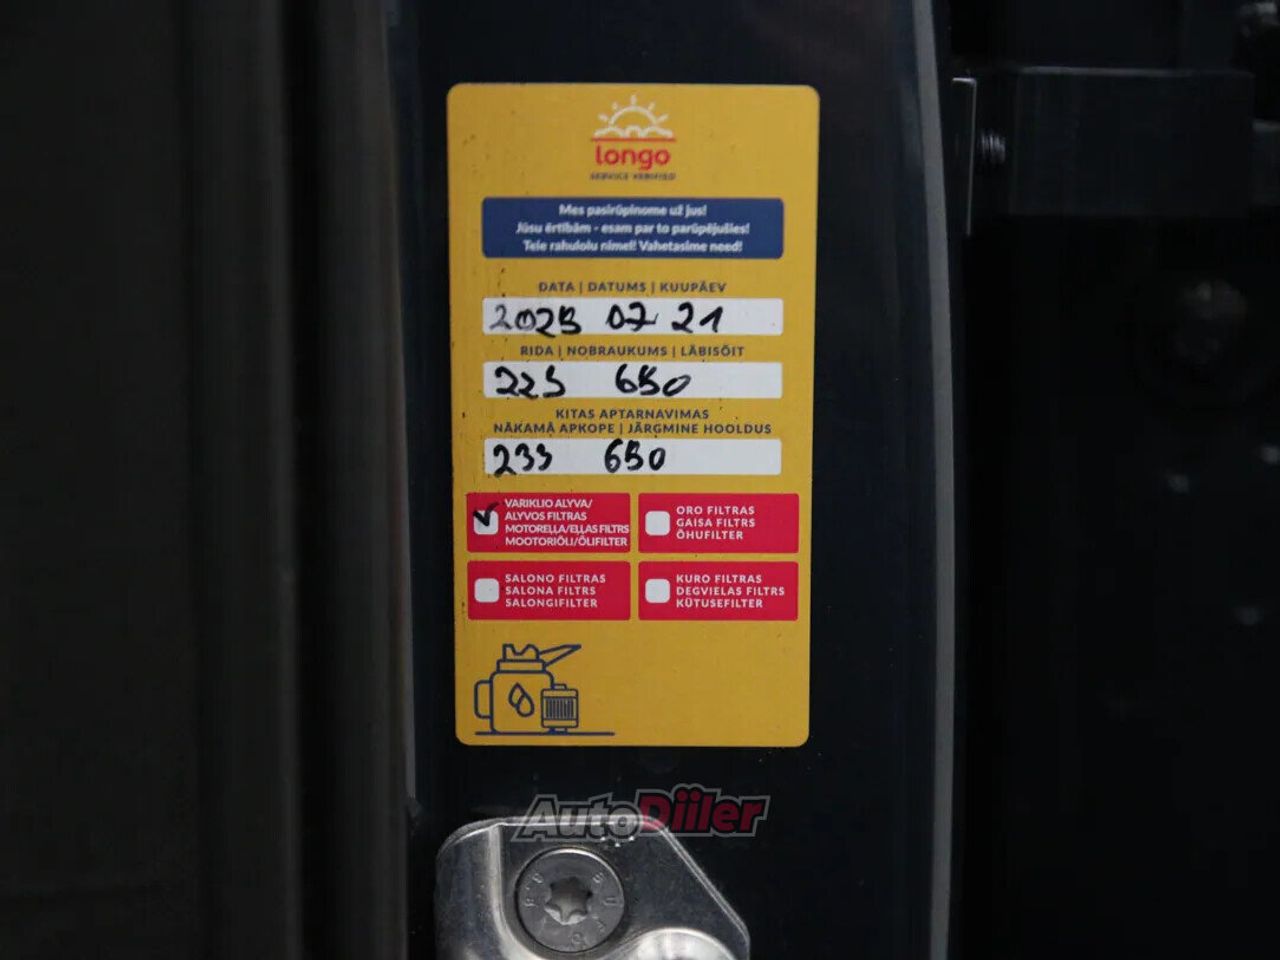 longo
SERVICE VERIFIED
Mes pasirūpinome už jus!
Jūsu ērtībām - esam par to parūpējušies!
Teie rahulolu nimel! Vahetasime need!
DATA | DATUMS | KUUPÄEV
2025 07 21
RIDA | NOBRAUKUMS | LÄBISÕIT
223 650
KITAS APTARNAVIMAS
NĀKAMĀ APKOPE | JÄRGMINE HOOLDUS
233 650
VARIKLIO ALYVA/
ALYVOS FILTRAS
MOTOREĻĻA/EĻĻAS FILTRS
MOOTORIÕLI/ÕLIFILTER
ORO FILTRAS
GAISA FILTRS
ÕHUFILTER
SALONO FILTRAS
SALONA FILTRS
SALONGIFILTER
KURO FILTRAS
DEGVIELAS FILTRS
KÜTUSEFILTER
AutoDiiler